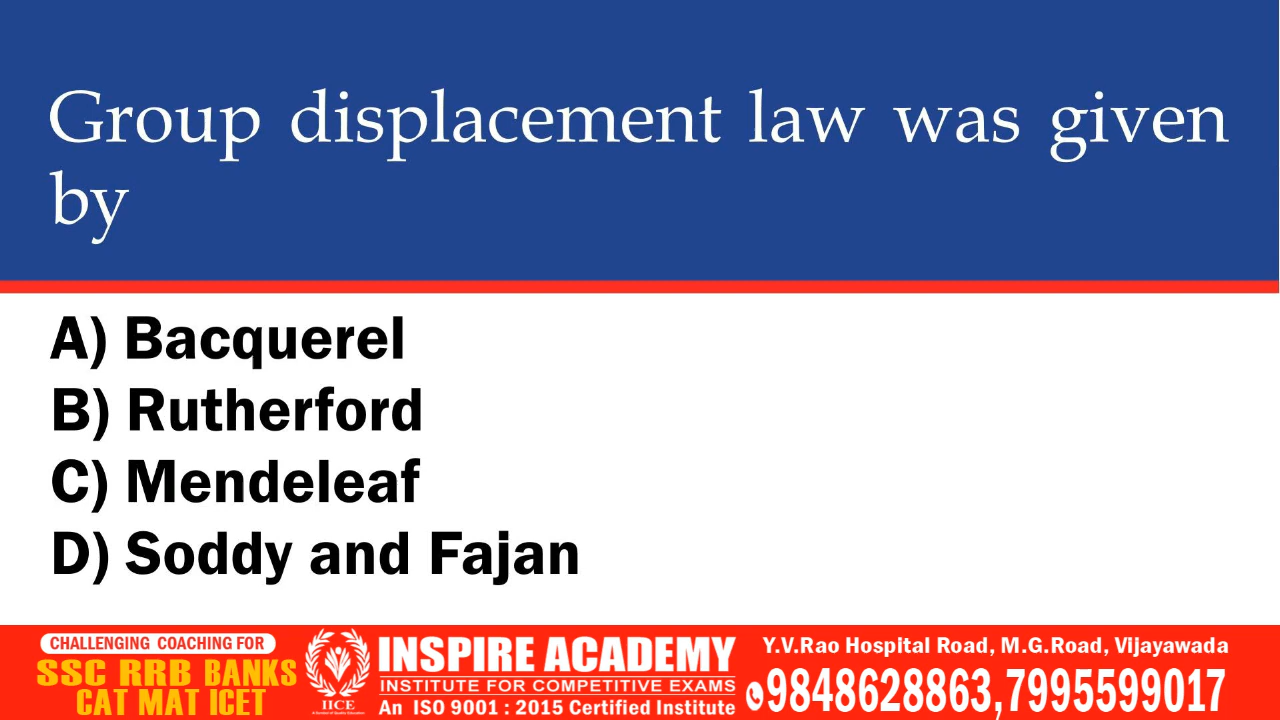 Group displacement law was given
by
A) Bacquerel
B) Rutherford
C) Mendeleaf
D) Soddy and Fajan
CHALLENGING COACHING FOR
SSC RRB BANKS
CAT MAT ICET
IICE
INSPIRE ACADEMY
INSTITUTE FOR COMPETITIVE EXAMS
An ISO 9001 : 2015 Certified Institute
Y.V.Rao Hospital Road, M.G.Road, Vijayawada
9848628863,7995599017